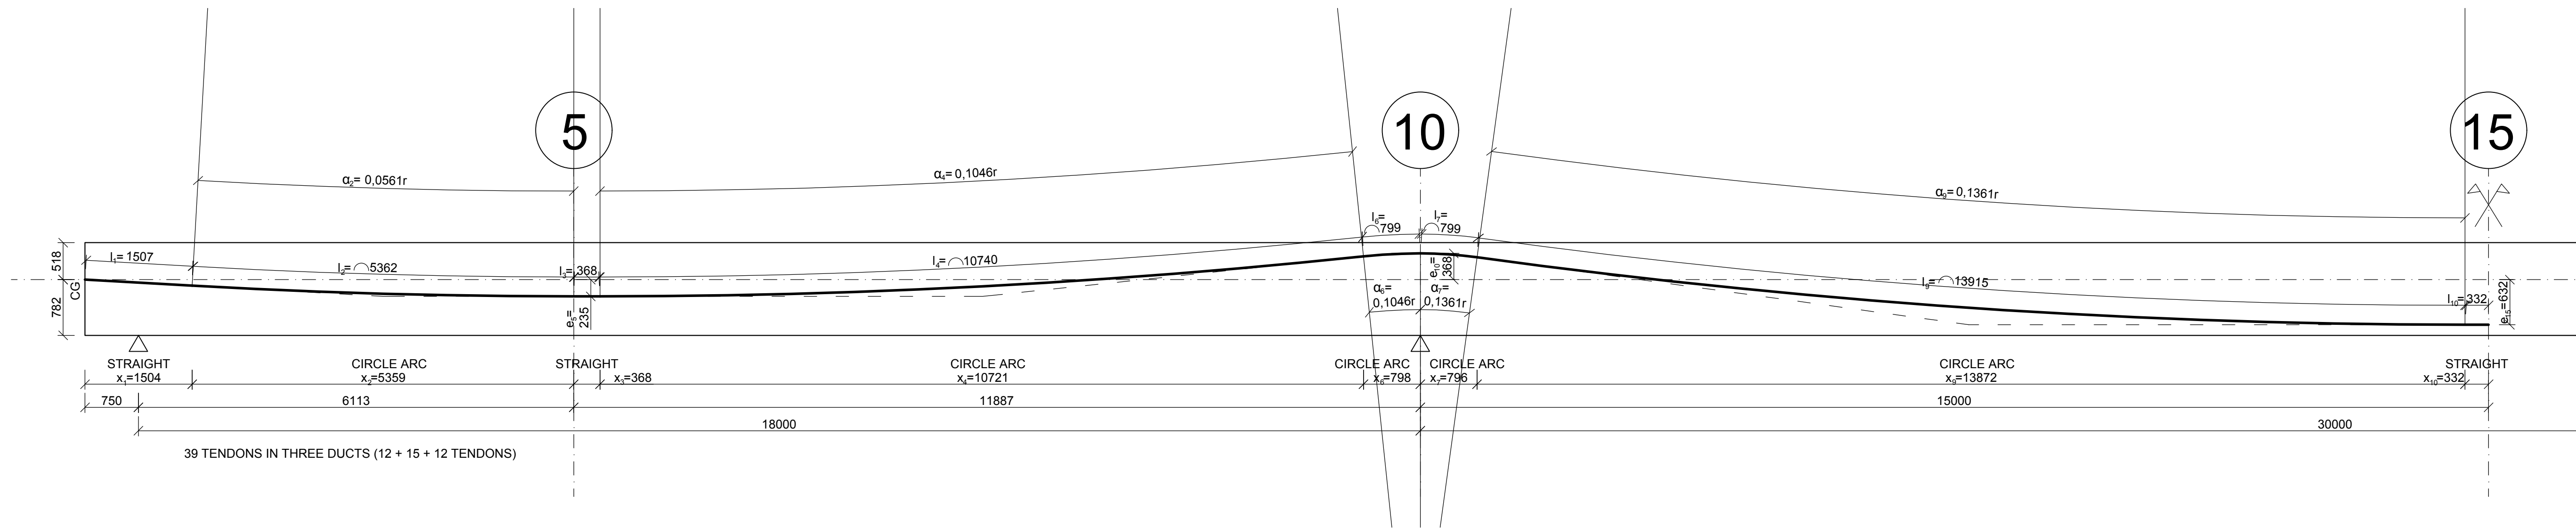 5
10
15
α₂= 0,0561r
α₄= 0,1046r
α₉= 0,1361r
l₆=
799
l₇=
799
518
782
CG
l₁= 1507
l₂= 5362
l₃= 368
l₄= 10740
e₅=
235
e₁₀=
368
α₆=
0,1046r
α₇=
0,1361r
l₉= 13915
l₁₀= 332
e₁₅=632
STRAIGHT
x₁=1504
CIRCLE ARC
x₂=5359
STRAIGHT
x₃=368
CIRCLE ARC
x₄=10721
CIRCLE ARC
x₆=798
CIRCLE ARC
x₇=796
CIRCLE ARC
x₉=13872
STRAIGHT
x₁₀=332
750
6113
11887
15000
18000
30000
39 TENDONS IN THREE DUCTS (12 + 15 + 12 TENDONS)